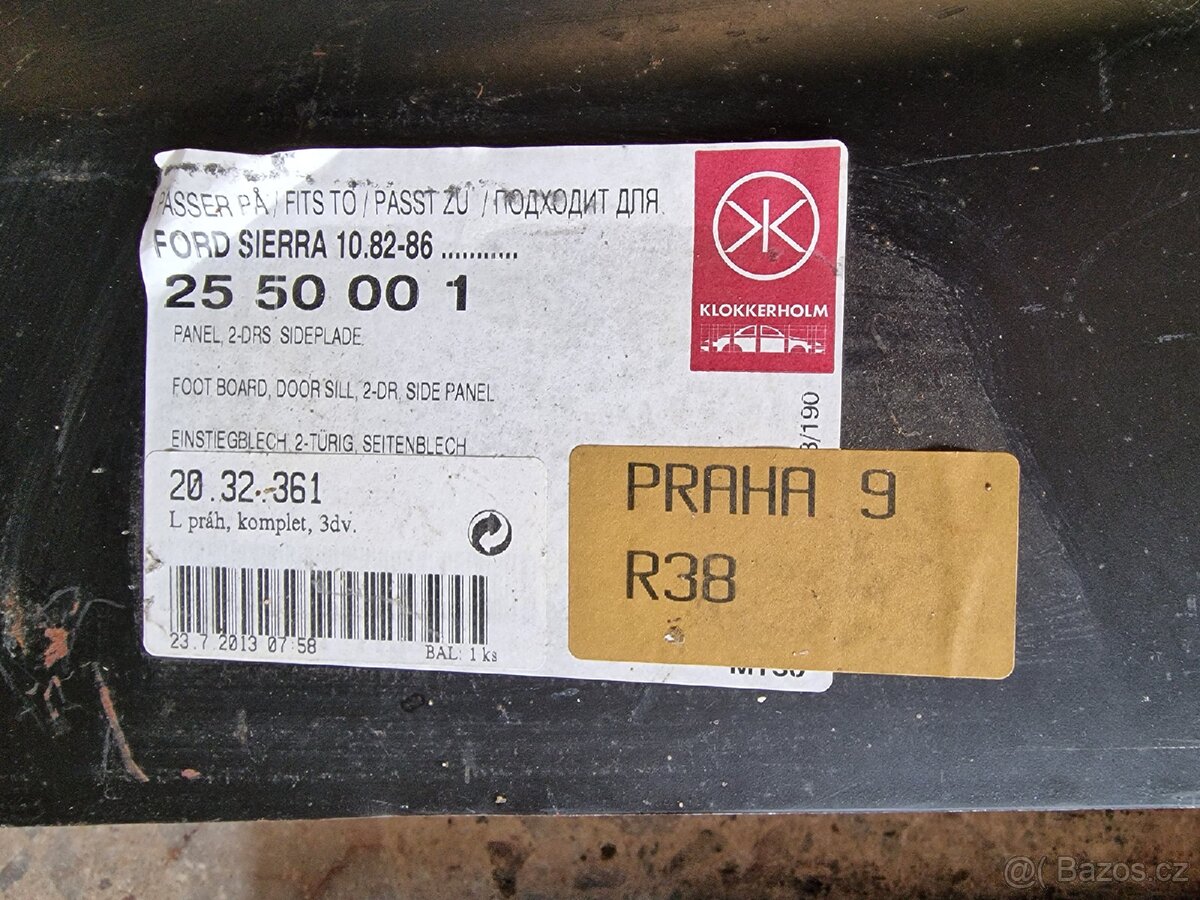 PASSER PÅ / FITS TO / PASST ZU / ПОДХОДИТ ДЛЯ
FORD SIERRA 10.82-86 ...........
25 50 00 1
PANEL, 2-DRS SIDEPLADE
FOOT BOARD, DOOR SILL, 2-DR, SIDE PANEL
EINSTIEGBLECH, 2-TÜRIG, SEITENBLECH
KLOKKERHOLM
3/190
20.32.361
L práh, komplet, 3dv.
23.7.2013 07:58
BAL: 1 ks
PRAHA 9
R38
@( Bazos.cz